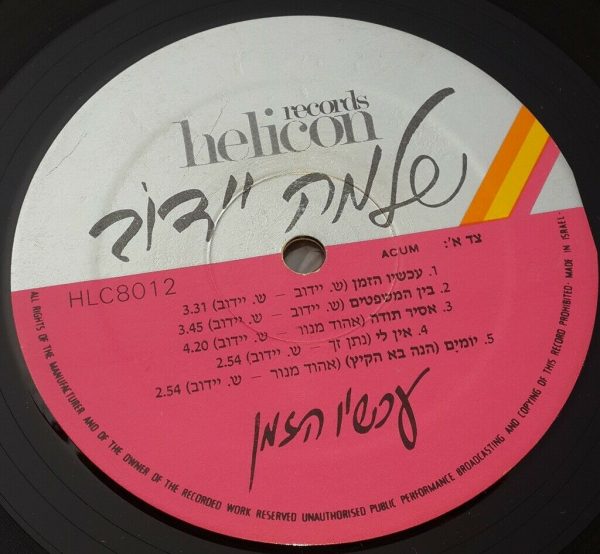 records
helicon
שלמה יידוב
HLC8012
צד א': ACUM
1. עכשיו הזמן (ש. יידוב – ש. יידוב) 3.31
2. בין המשפטים (ש. יידוב – ש. יידוב) 3.45
3. אסיר תודה (אהוד מנור – ש. יידוב) 4.20
4. אין לי (נתן זך – ש. יידוב) 2.54
5. יומיָם (הנה בא הקיץ) (אהוד מנור – ש. יידוב) 2.54
עכשיו הזמן
ALL RIGHTS OF THE MANUFACTURER AND OF THE OWNER OF THE RECORDED WORK RESERVED UNAUTHORISED PUBLIC PERFORMANCE BROADCASTING AND COPYING OF THIS RECORD PROHIBITED· MADE IN ISRAEL·